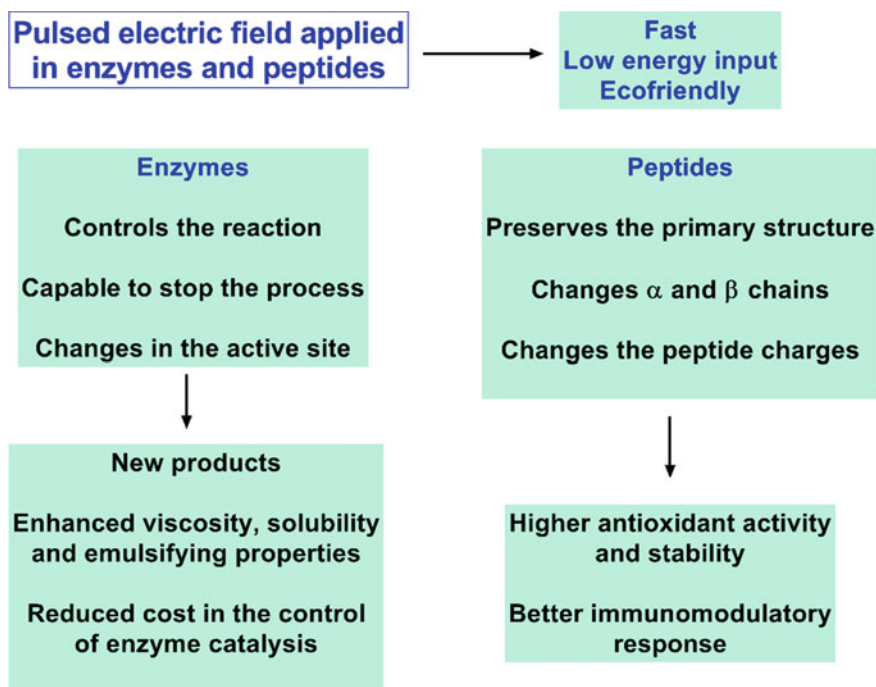 Pulsed electric field applied
in enzymes and peptides
Fast
Low energy input
Ecofriendly
Enzymes
Controls the reaction
Capable to stop the process
Changes in the active site
Peptides
Preserves the primary structure
Changes α and β chains
Changes the peptide charges
New products
Enhanced viscosity, solubility
and emulsifying properties
Reduced cost in the control
of enzyme catalysis
Higher antioxidant activity
and stability
Better immunomodulatory
response